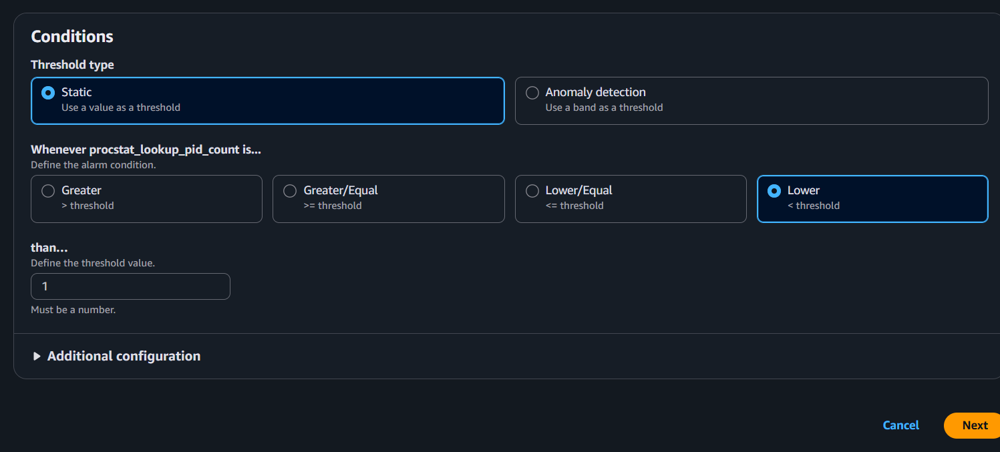 Conditions
Threshold type
Static
Use a value as a threshold
Anomaly detection
Use a band as a threshold
Whenever procstat_lookup_pid_count is...
Define the alarm condition.
Greater
> threshold
Greater/Equal
>= threshold
Lower/Equal
<= threshold
Lower
< threshold
than...
Define the threshold value.
1
Must be a number.
Additional configuration
Cancel
Next